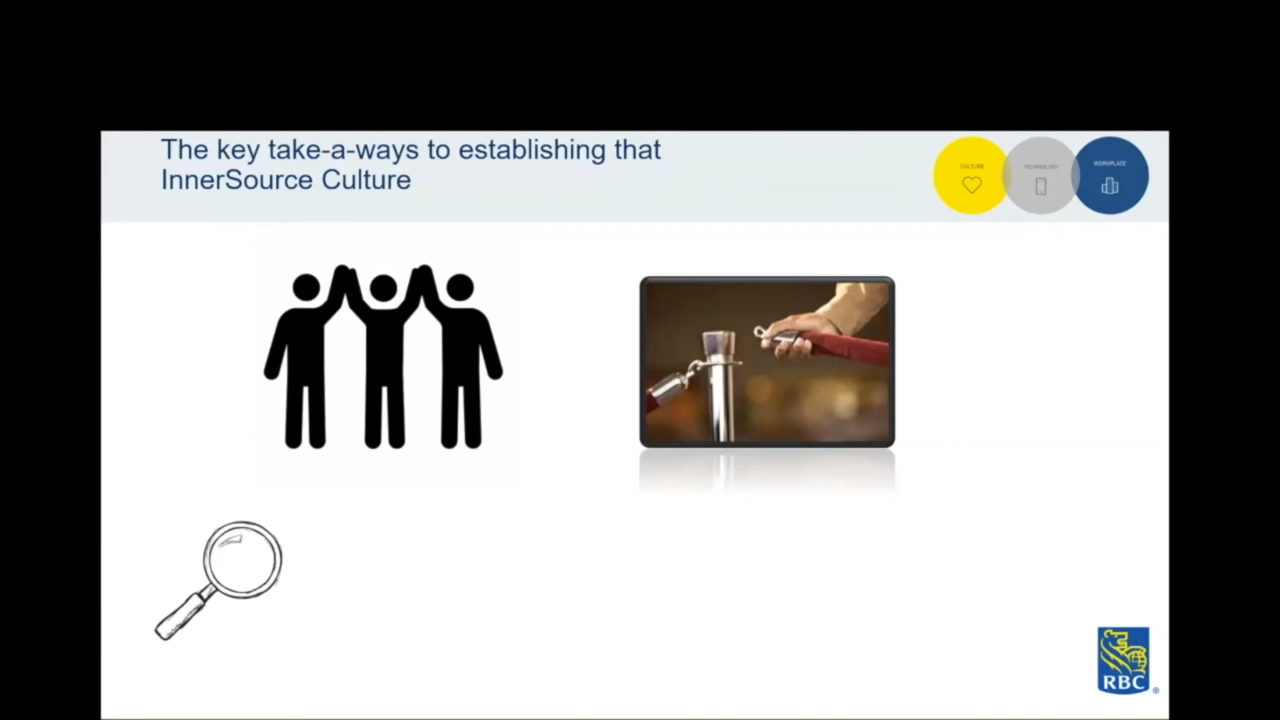 The key take-a-ways to establishing that
InnerSource Culture
CULTURE
TECHNOLOGY
WORKPLACE
RBC
®